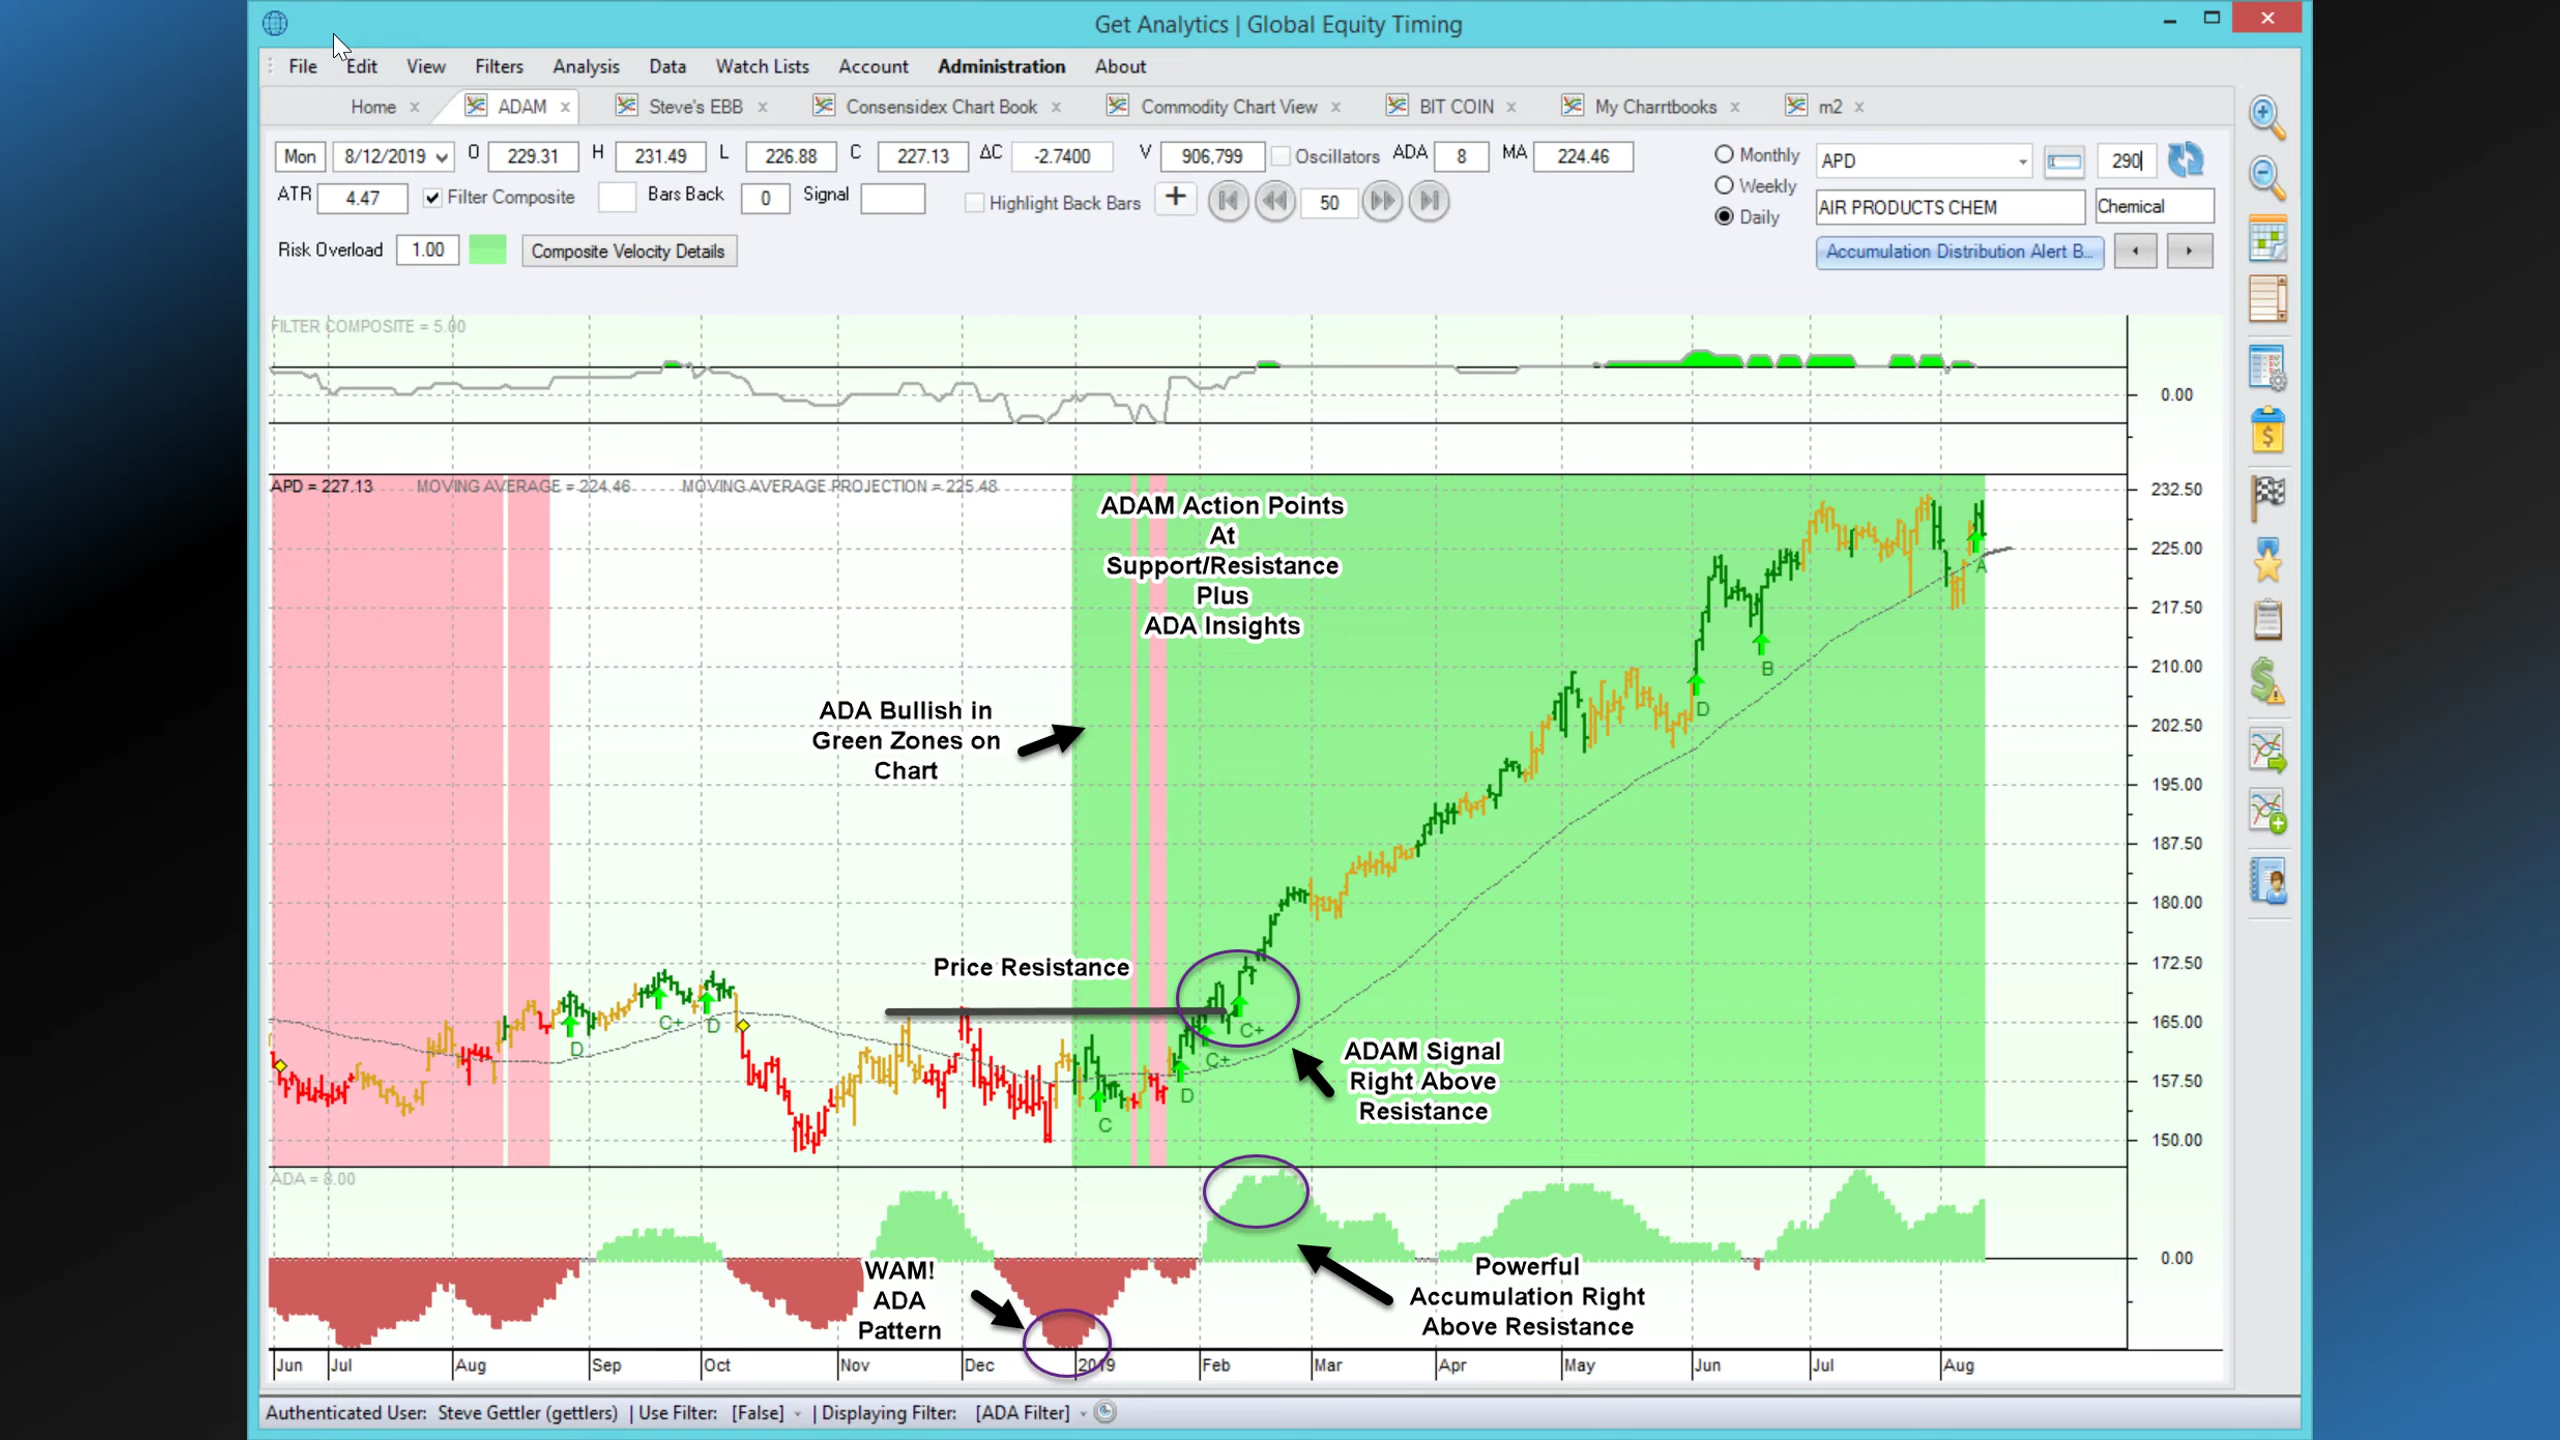 Get Analytics | Global Equity Timing
File Edit View Filters Analysis Data Watch Lists Account Administration About
Home ADAM Steve's EBB Consensidex Chart Book Commodity Chart View BIT COIN My Charrtbooks m2
Mon 8/12/2019 O 229.31 H 231.49 L 226.88 C 227.13 ΔC -2.7400 V 906,799 Oscillators ADA 8 MA 224.46 Monthly APD 290
Weekly
ATR 4.47 Filter Composite Bars Back 0 Signal Highlight Back Bars + 50 Daily AIR PRODUCTS CHEM Chemical
Risk Overload 1.00 Composite Velocity Details Accumulation Distribution Alert B...
FILTER COMPOSITE = 5.00
0.00
APD = 227.13 MOVING AVERAGE = 224.46 MOVING AVERAGE PROJECTION = 225.48
232.50
225.00
217.50
210.00
202.50
195.00
187.50
180.00
172.50
165.00
157.50
150.00
ADAM Action Points
At
Support/Resistance
Plus
ADA Insights
ADA Bullish in
Green Zones on
Chart
Price Resistance
ADAM Signal
Right Above
Resistance
D
C+
D
C
D
C+
C+
D
B
A
ADA = 8.00
0.00
WAM!
ADA
Pattern
Powerful
Accumulation Right
Above Resistance
Jun Jul Aug Sep Oct Nov Dec 2019 Feb Mar Apr May Jun Jul Aug
Authenticated User: Steve Gettler (gettlers) | Use Filter: [False] | Displaying Filter: [ADA Filter]